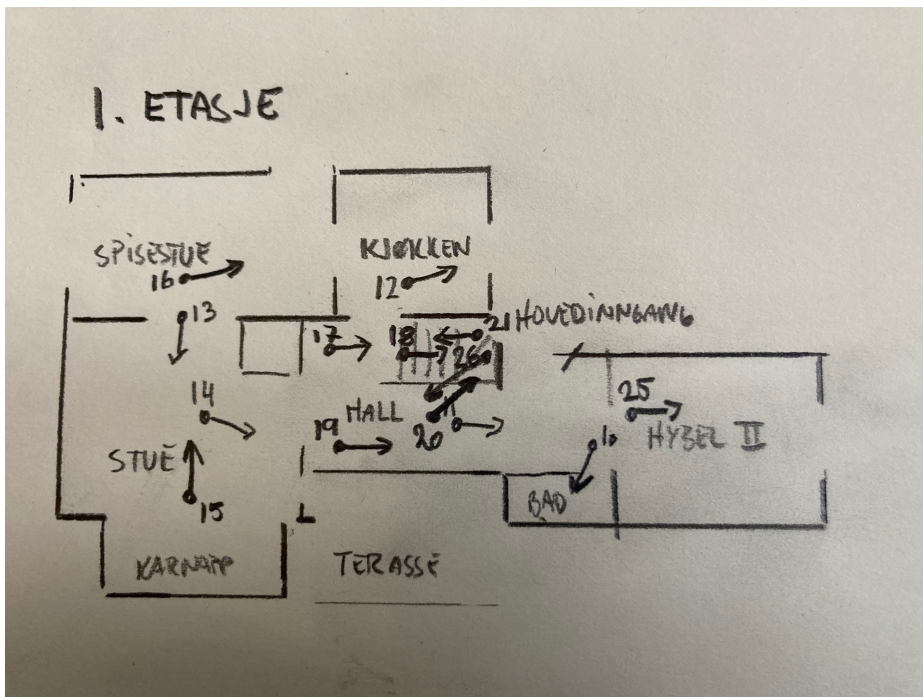 1. ETASJE
SPISESTUE
KJØKKEN
16
12
13
21 HOVEDINNGANG
17
18
26
14
HALL
11
25
19
20
10
HYBEL II
STUE
15
BAD
KARNAPP
TERASSE